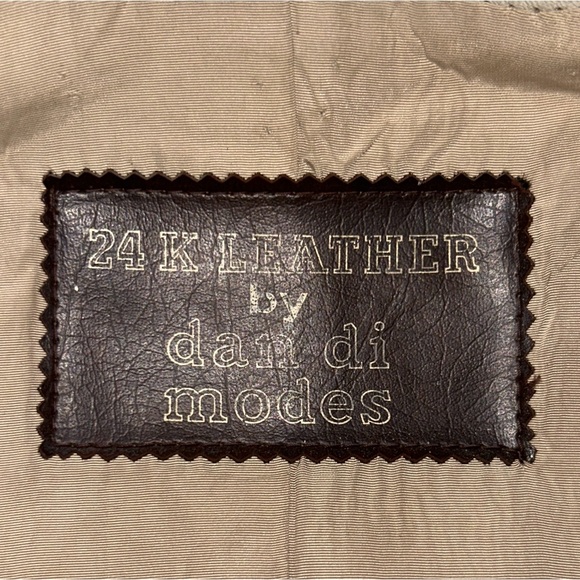 24 K LEATHER
by
dan di
modes